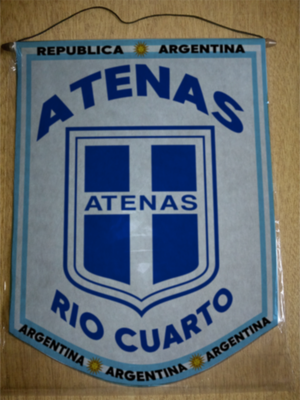 REPUBLICA ARGENTINA
ATENAS
ATENAS
RIO CUARTO
ARGENTINA ARGENTINA ARGENTINA